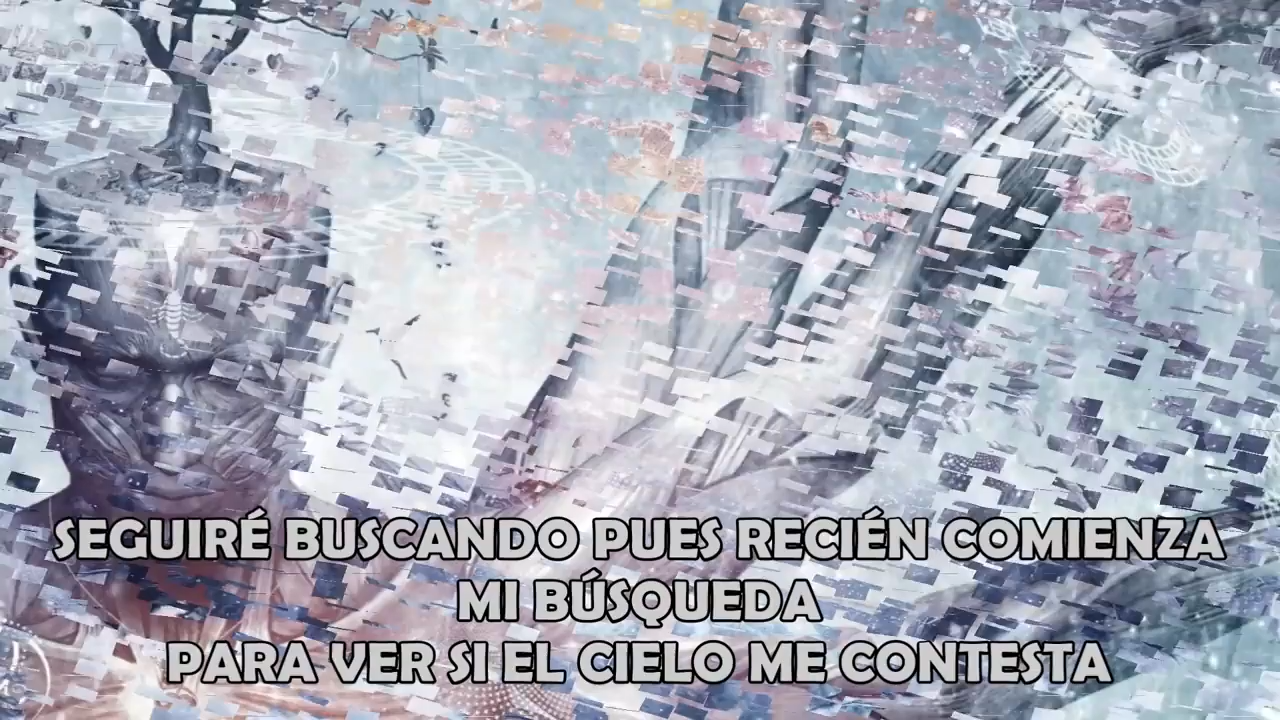 SEGUIRÉ BUSCANDO PUES RECIÉN COMIENZA
MI BÚSQUEDA
PARA VER SI EL CIELO ME CONTESTA